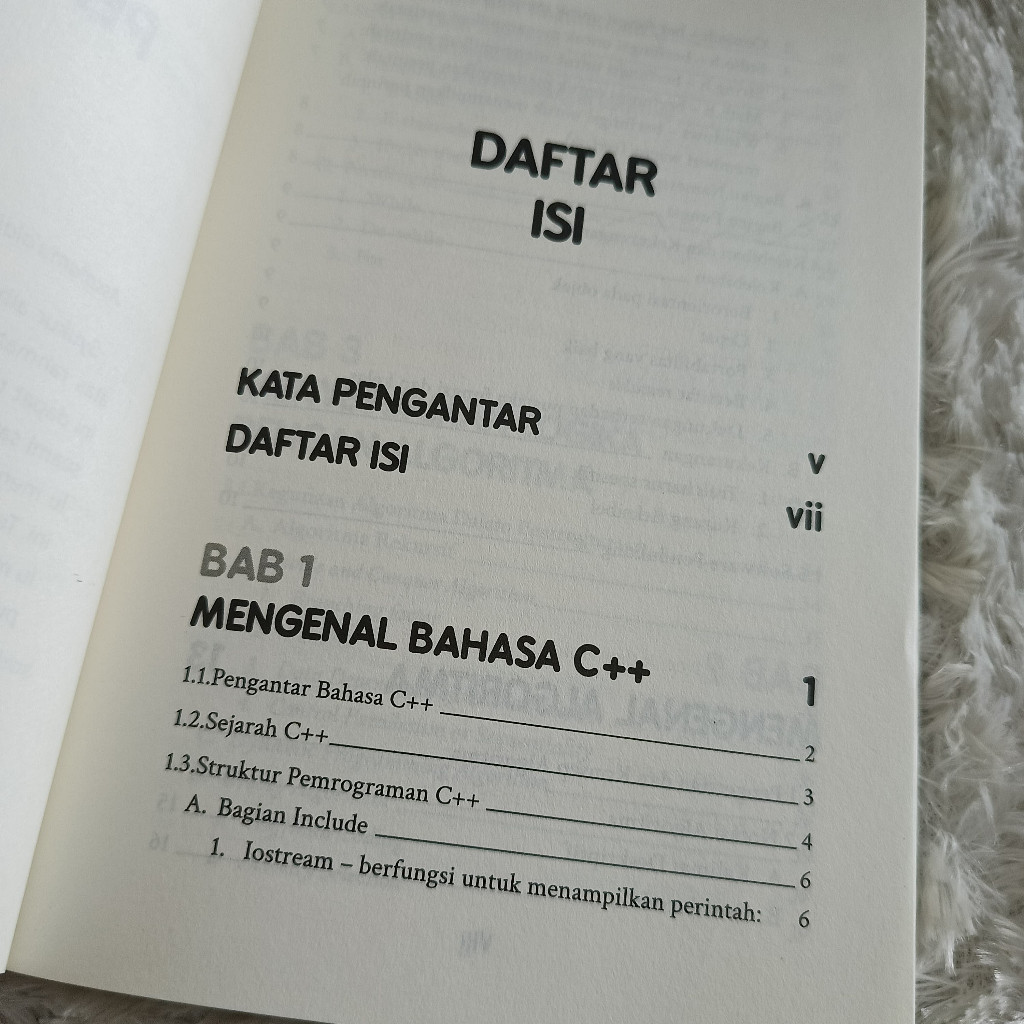 DAFTAR
ISI
KATA PENGANTAR v
DAFTAR ISI vii
BAB 1
MENGENAL BAHASA C++ 1
1.1.Pengantar Bahasa C++ 2
1.2.Sejarah C++ 3
1.3.Struktur Pemrograman C++ 4
A. Bagian Include 6
1. Iostream – berfungsi untuk menampilkan perintah: 6